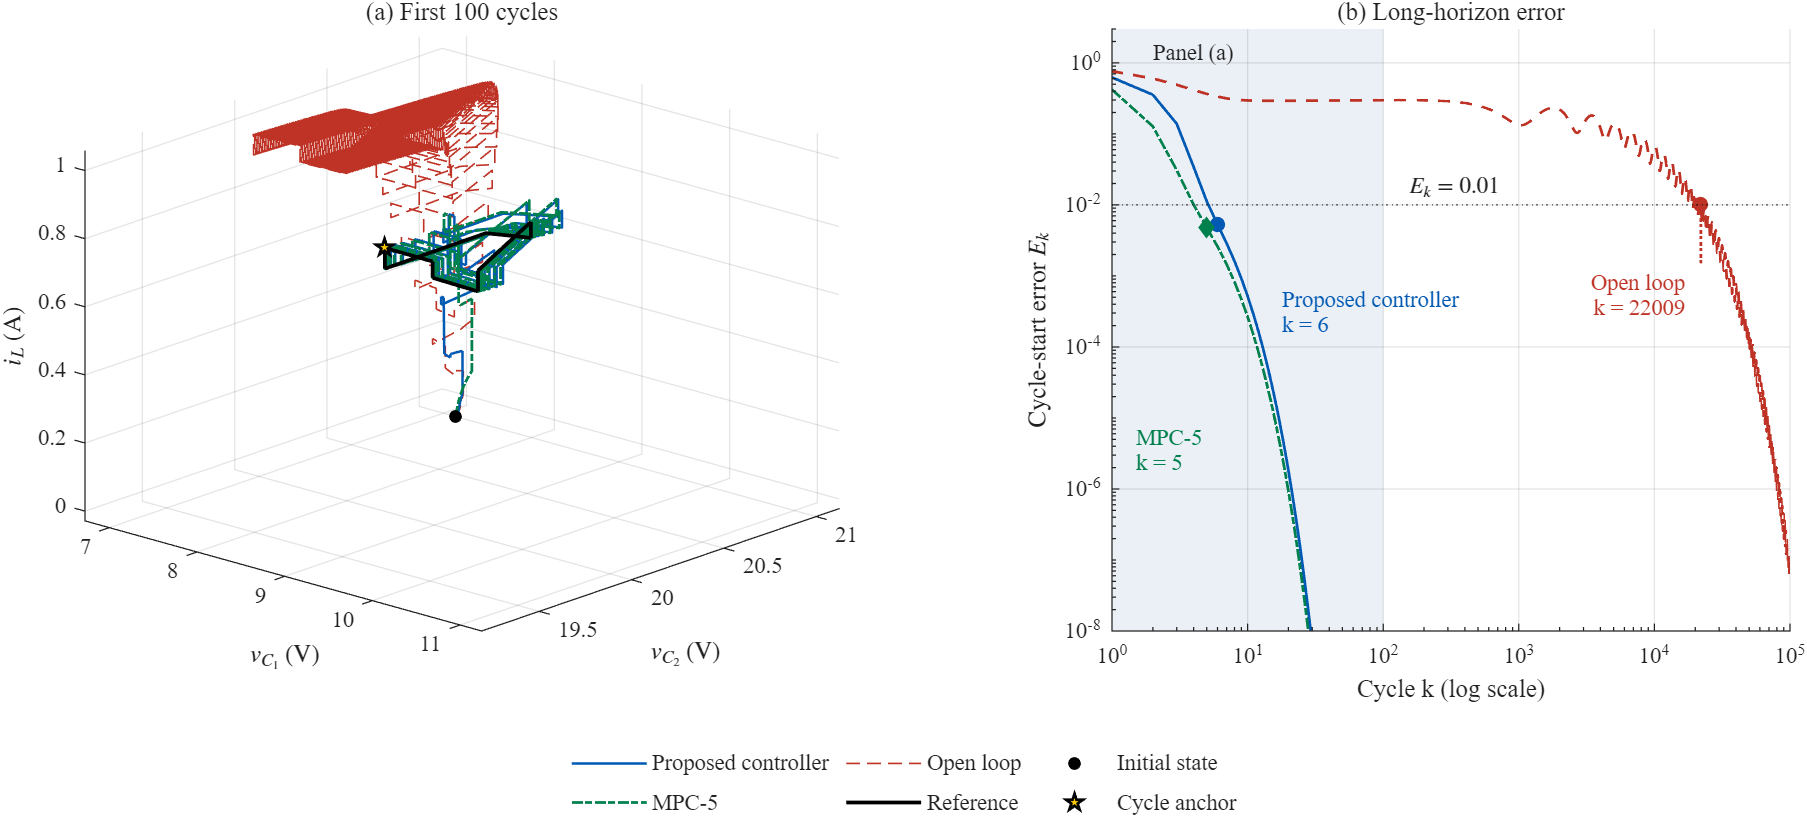 (a) First 100 cycles
1
0.8
0.6
0.4
0.2
0
i_L (A)
7
8
9
10
11
v_{C_1} (V)
19.5
20
20.5
21
v_{C_2} (V)
(b) Long-horizon error
Panel (a)
10^0
10^{-2}
10^{-4}
10^{-6}
10^{-8}
Cycle-start error E_k
E_k = 0.01
Proposed controller
k = 6
Open loop
k = 22009
MPC-5
k = 5
10^0
10^1
10^2
10^3
10^4
10^5
Cycle k (log scale)
Proposed controller
Open loop
Initial state
MPC-5
Reference
Cycle anchor